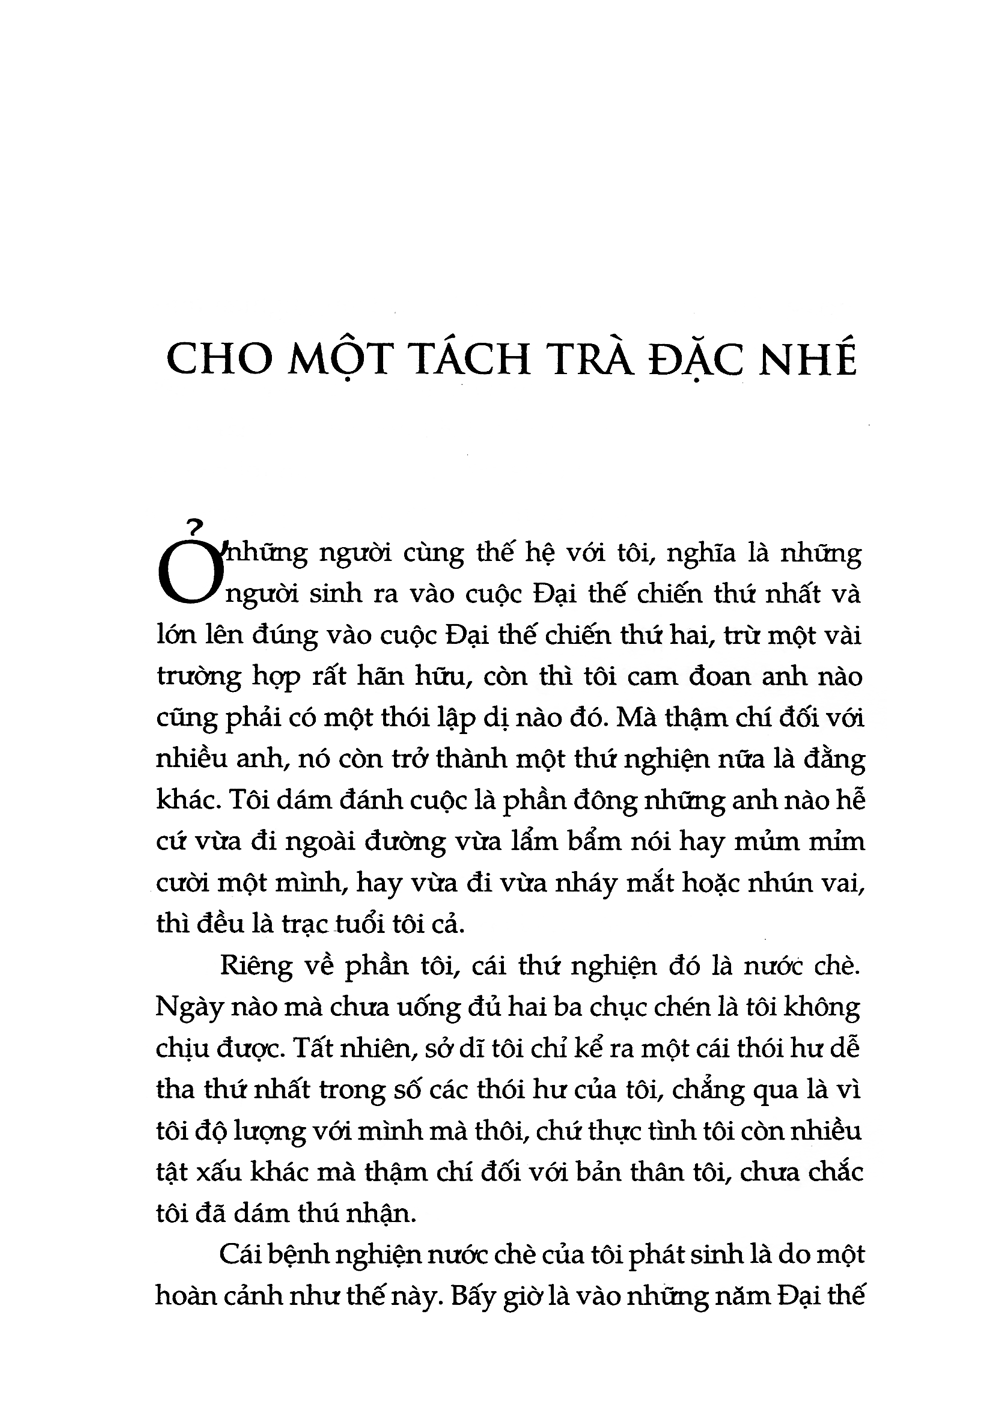 CHO MỘT TÁCH TRÀ ĐẶC NHÉ
Ở những người cùng thế hệ với tôi, nghĩa là những
người sinh ra vào cuộc Đại thế chiến thứ nhất và
lớn lên đúng vào cuộc Đại thế chiến thứ hai, trừ một vài
trường hợp rất hãn hữu, còn thì tôi cam đoan anh nào
cũng phải có một thói lập dị nào đó. Mà thậm chí đối với
nhiều anh, nó còn trở thành một thứ nghiện nữa là đằng
khác. Tôi dám đánh cuộc là phần đông những anh nào hễ
cứ vừa đi ngoài đường vừa lẩm bẩm nói hay mủm mỉm
cười một mình, hay vừa đi vừa nháy mắt hoặc nhún vai,
thì đều là trạc tuổi tôi cả.
Riêng về phần tôi, cái thứ nghiện đó là nước chè.
Ngày nào mà chưa uống đủ hai ba chục chén là tôi không
chịu được. Tất nhiên, sở dĩ tôi chỉ kể ra một cái thói hư dễ
tha thứ nhất trong số các thói hư của tôi, chẳng qua là vì
tôi độ lượng với mình mà thôi, chứ thực tình tôi còn nhiều
tật xấu khác mà thậm chí đối với bản thân tôi, chưa chắc
tôi đã dám thú nhận.
Cái bệnh nghiện nước chè của tôi phát sinh là do một
hoàn cảnh như thế này. Bấy giờ là vào những năm Đại thế